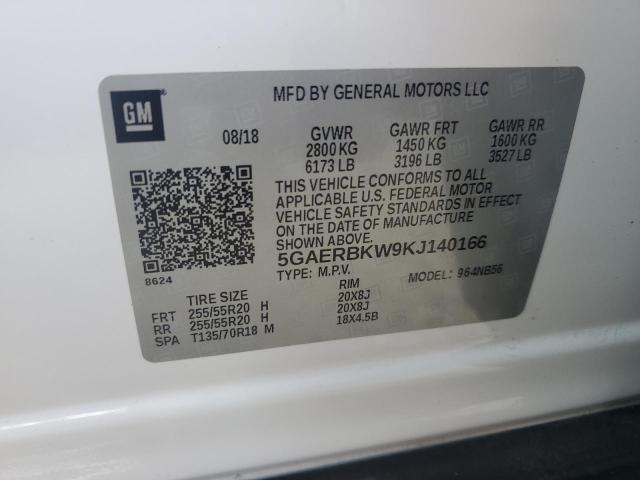 GM
MFD BY GENERAL MOTORS LLC
08/18 GVWR GAWR FRT GAWR RR
2800 KG 1450 KG 1600 KG
6173 LB 3196 LB 3527 LB
THIS VEHICLE CONFORMS TO ALL
APPLICABLE U.S. FEDERAL MOTOR
VEHICLE SAFETY STANDARDS IN EFFECT
ON THE DATE OF MANUFACTURE
SHOWN ABOVE.
5GAERBKW9KJ140166
8624
TYPE: M.P.V. MODEL: 964NB56
TIRE SIZE RIM
FRT 255/55R20 H 20X8J
RR 255/55R20 H 20X8J
SPA T135/70R18 M 18X4.5B